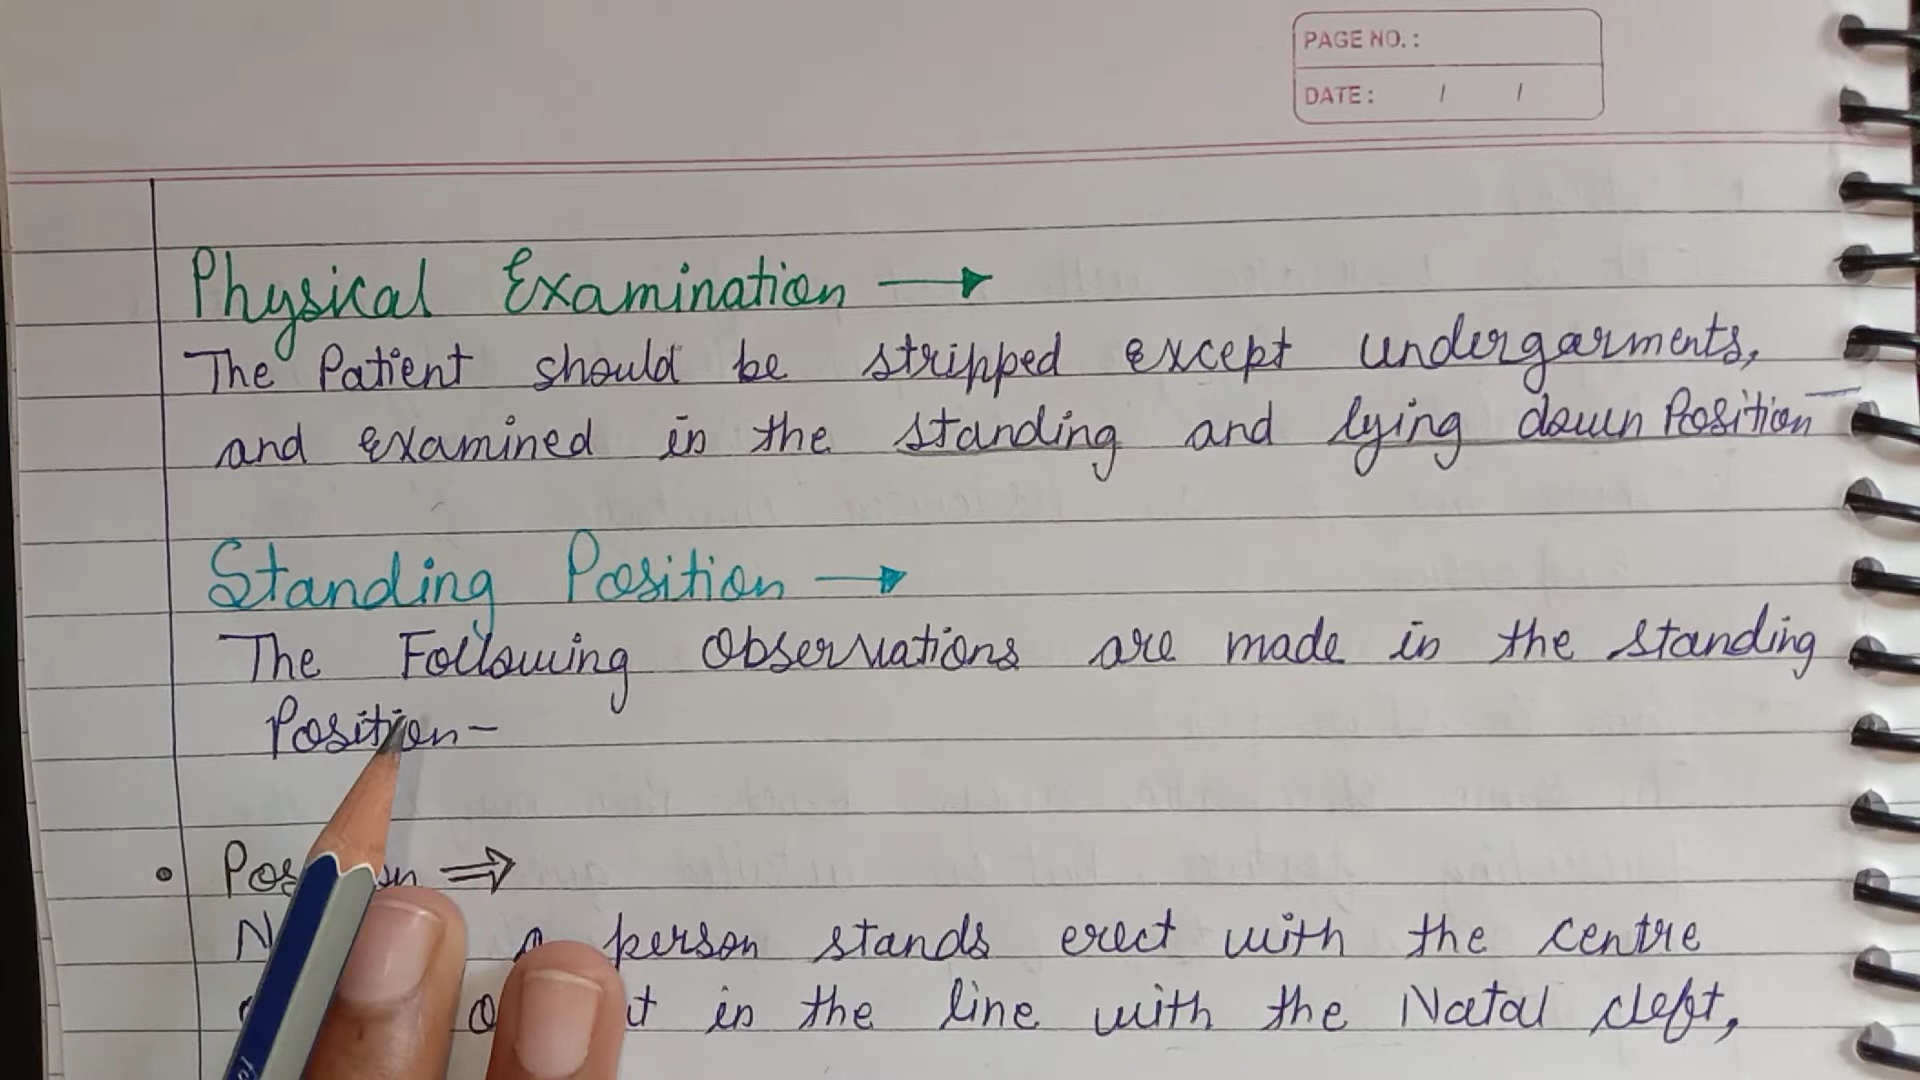 PAGE NO. :
DATE : / /
Physical Examination →
The Patient should be stripped except undergarments,
and examined in the standing and lying down Position
Standing Position →
The Following Observations are made in the standing
Position-
• ⇒
a person stands erect with the centre
in the line with the Natal cleft,